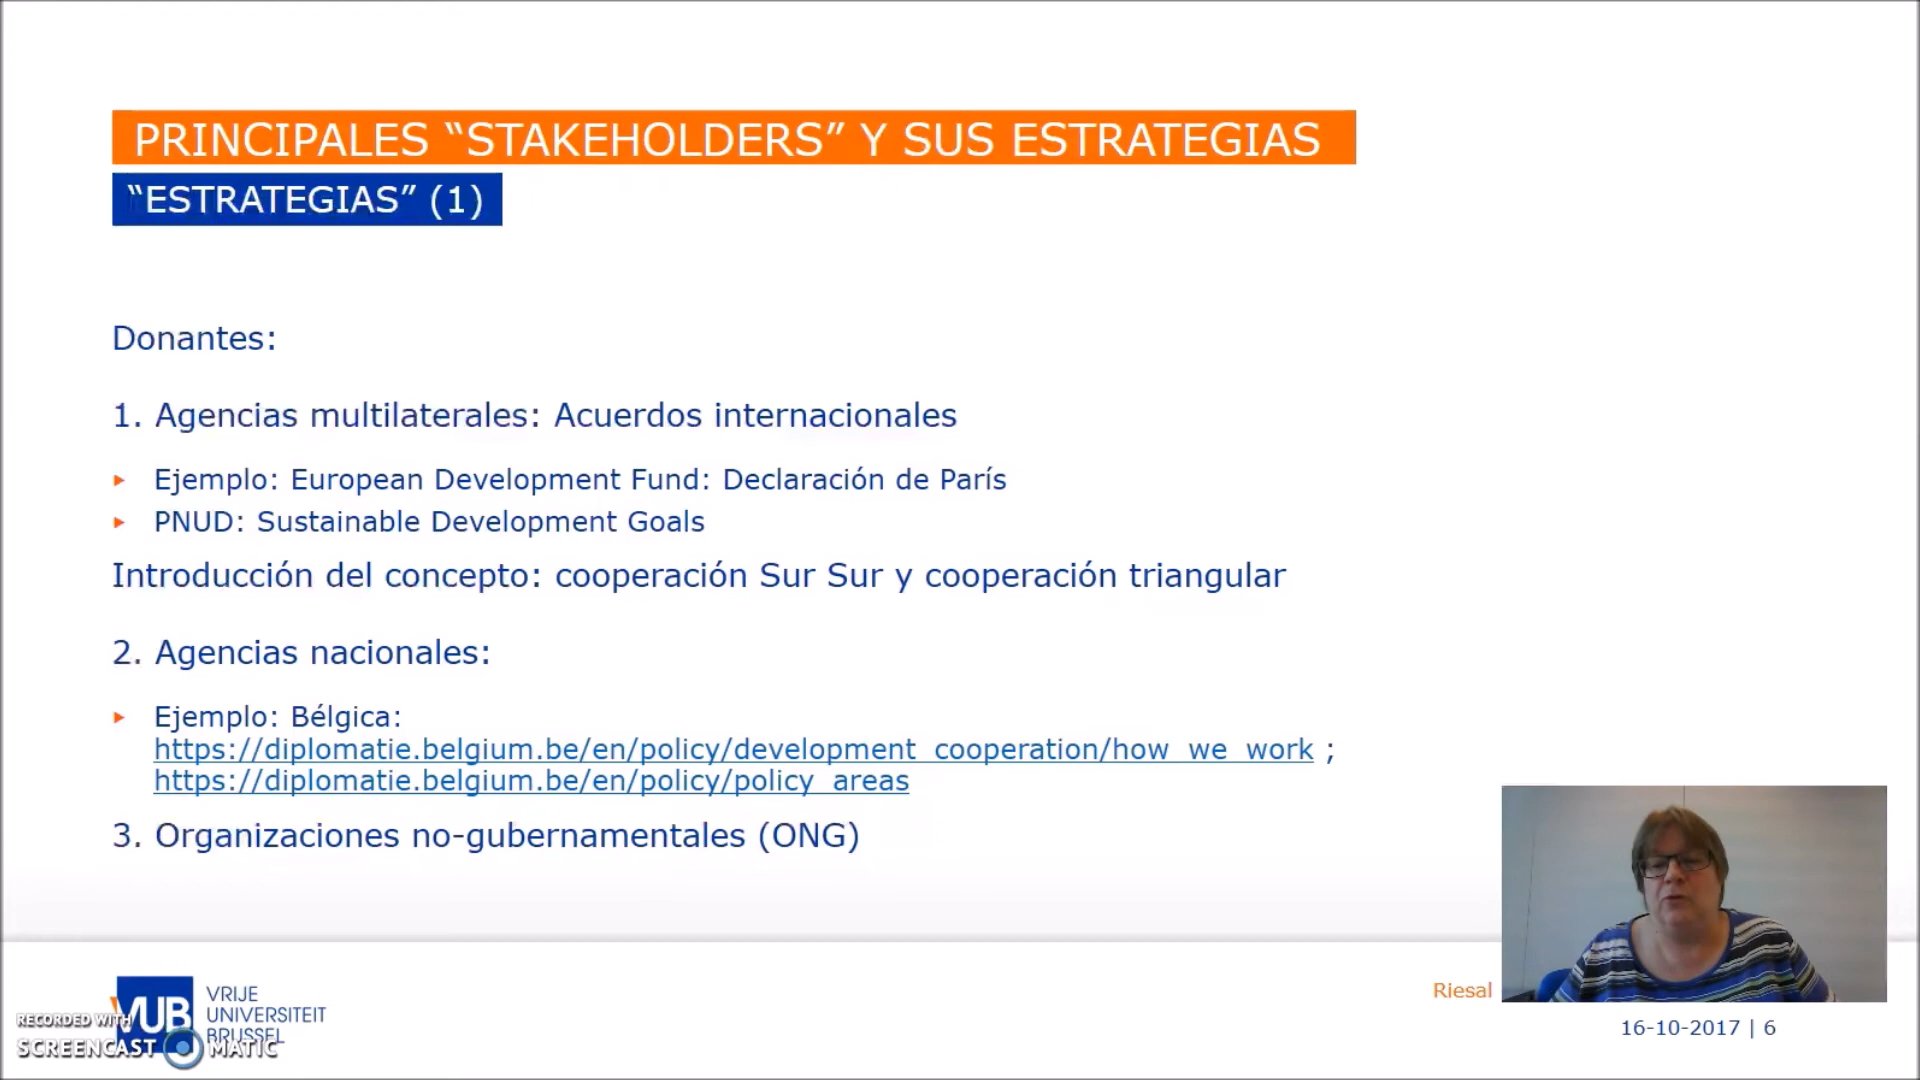 PRINCIPALES “STAKEHOLDERS” Y SUS ESTRATEGIAS
“ESTRATEGIAS” (1)
Donantes:
1. Agencias multilaterales: Acuerdos internacionales
▸ Ejemplo: European Development Fund: Declaración de París
▸ PNUD: Sustainable Development Goals
Introducción del concepto: cooperación Sur Sur y cooperación triangular
2. Agencias nacionales:
▸ Ejemplo: Bélgica:
https://diplomatie.belgium.be/en/policy/development_cooperation/how_we_work ;
https://diplomatie.belgium.be/en/policy/policy_areas
3. Organizaciones no-gubernamentales (ONG)
VUB
VRIJE
UNIVERSITEIT
BRUSSEL
RECORDED WITH
SCREENCAST MATIC
Riesal
16-10-2017 | 6